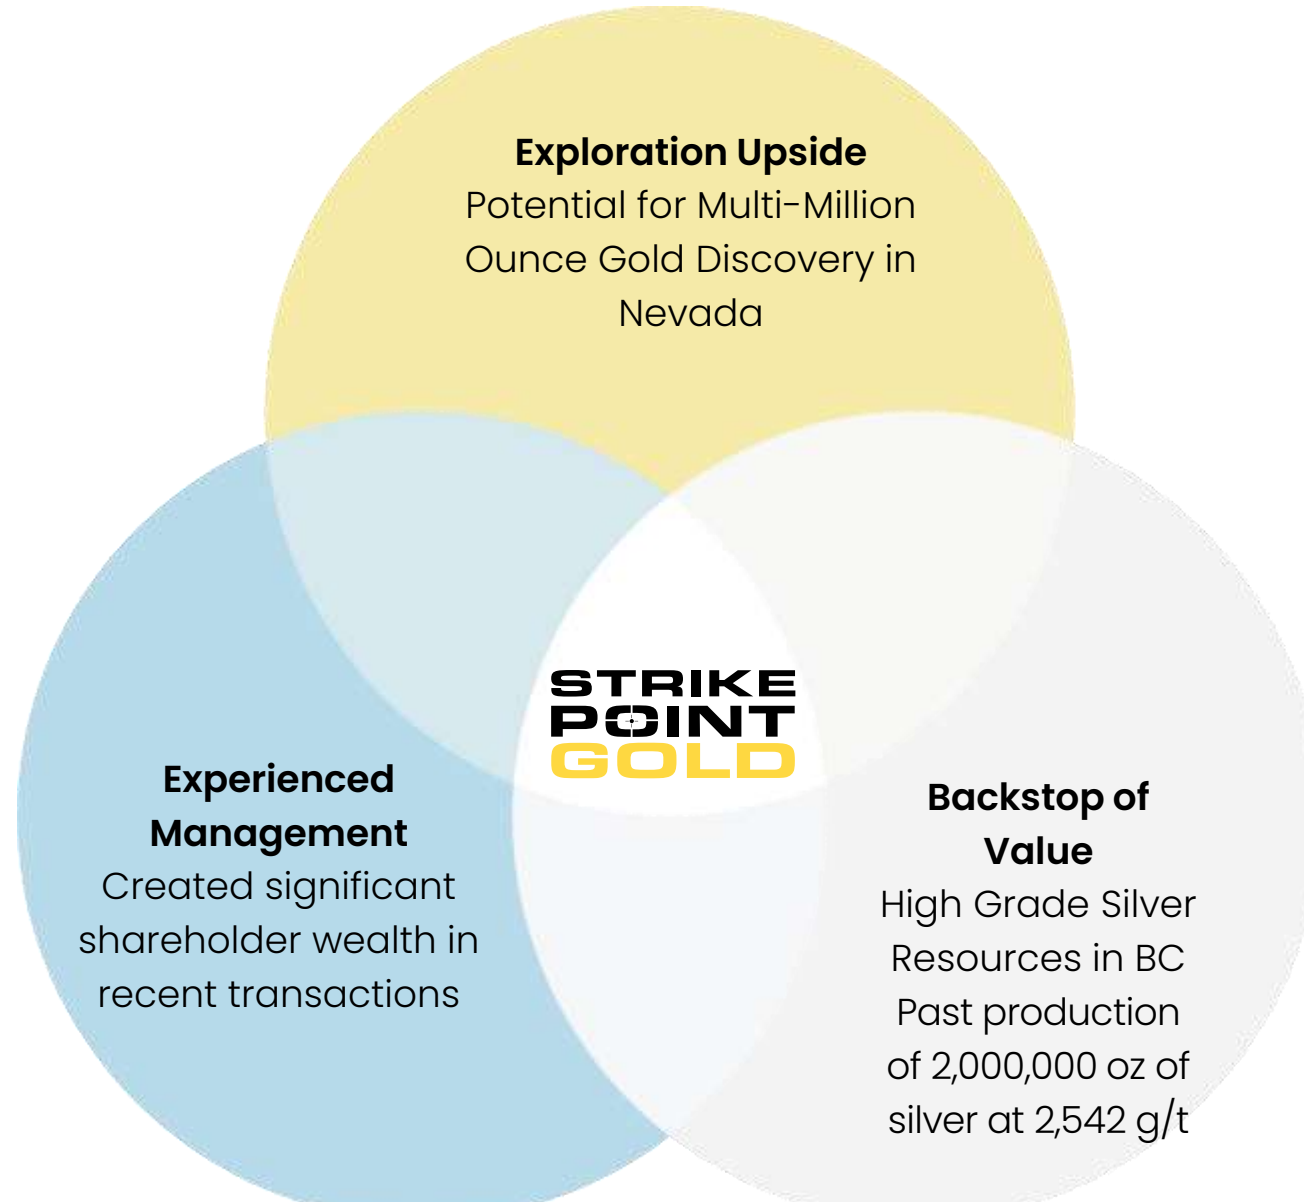 Exploration Upside
Potential for Multi-Million
Ounce Gold Discovery in
Nevada
STRIKE
POINT
GOLD
Experienced
Management
Created significant
shareholder wealth in
recent transactions
Backstop of
Value
High Grade Silver
Resources in BC
Past production
of 2,000,000 oz of
silver at 2,542 g/t